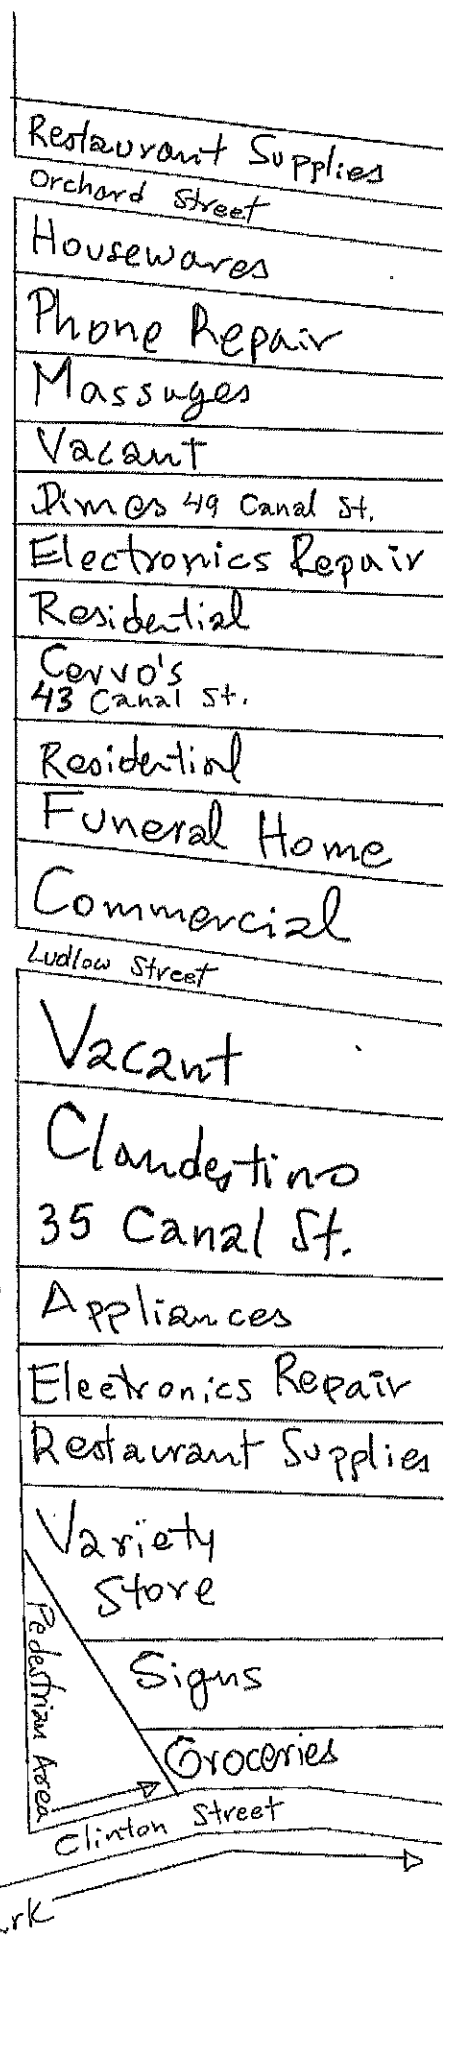 Restaurant Supplies
Orchard Street
Housewares
Phone Repair
Massages
Vacant
Dimes 49 Canal St.
Electronics Repair
Residential
Cervo's
43 Canal St.
Residential
Funeral Home
Commercial
Ludlow Street
Vacant
Clandestino
35 Canal St.
Appliances
Electronics Repair
Restaurant Supplies
Variety
Store
Pedestrian Area
Signs
Groceries
Clinton Street